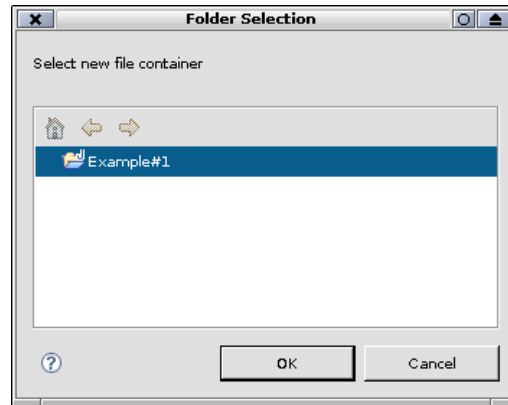 Folder Selection
Select new file container
Example#1
OK
Cancel